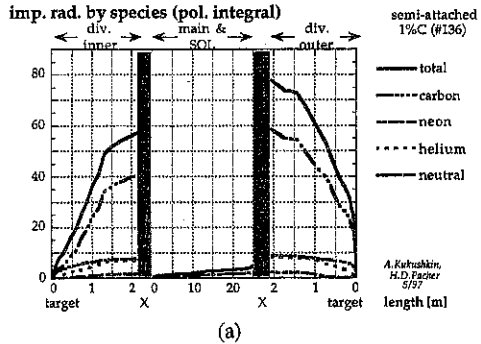 imp. rad. by species (pol. integral)
div. inner
main & SOL
div. outer
semi-attached
1%C (#136)
total
carbon
neon
helium
neutral
80
60
40
20
0
0 1 2 0 10 20 2 1 0
target X X target length [m]
A.Kukushkin,
H.D.Pacher
5/97
(a)